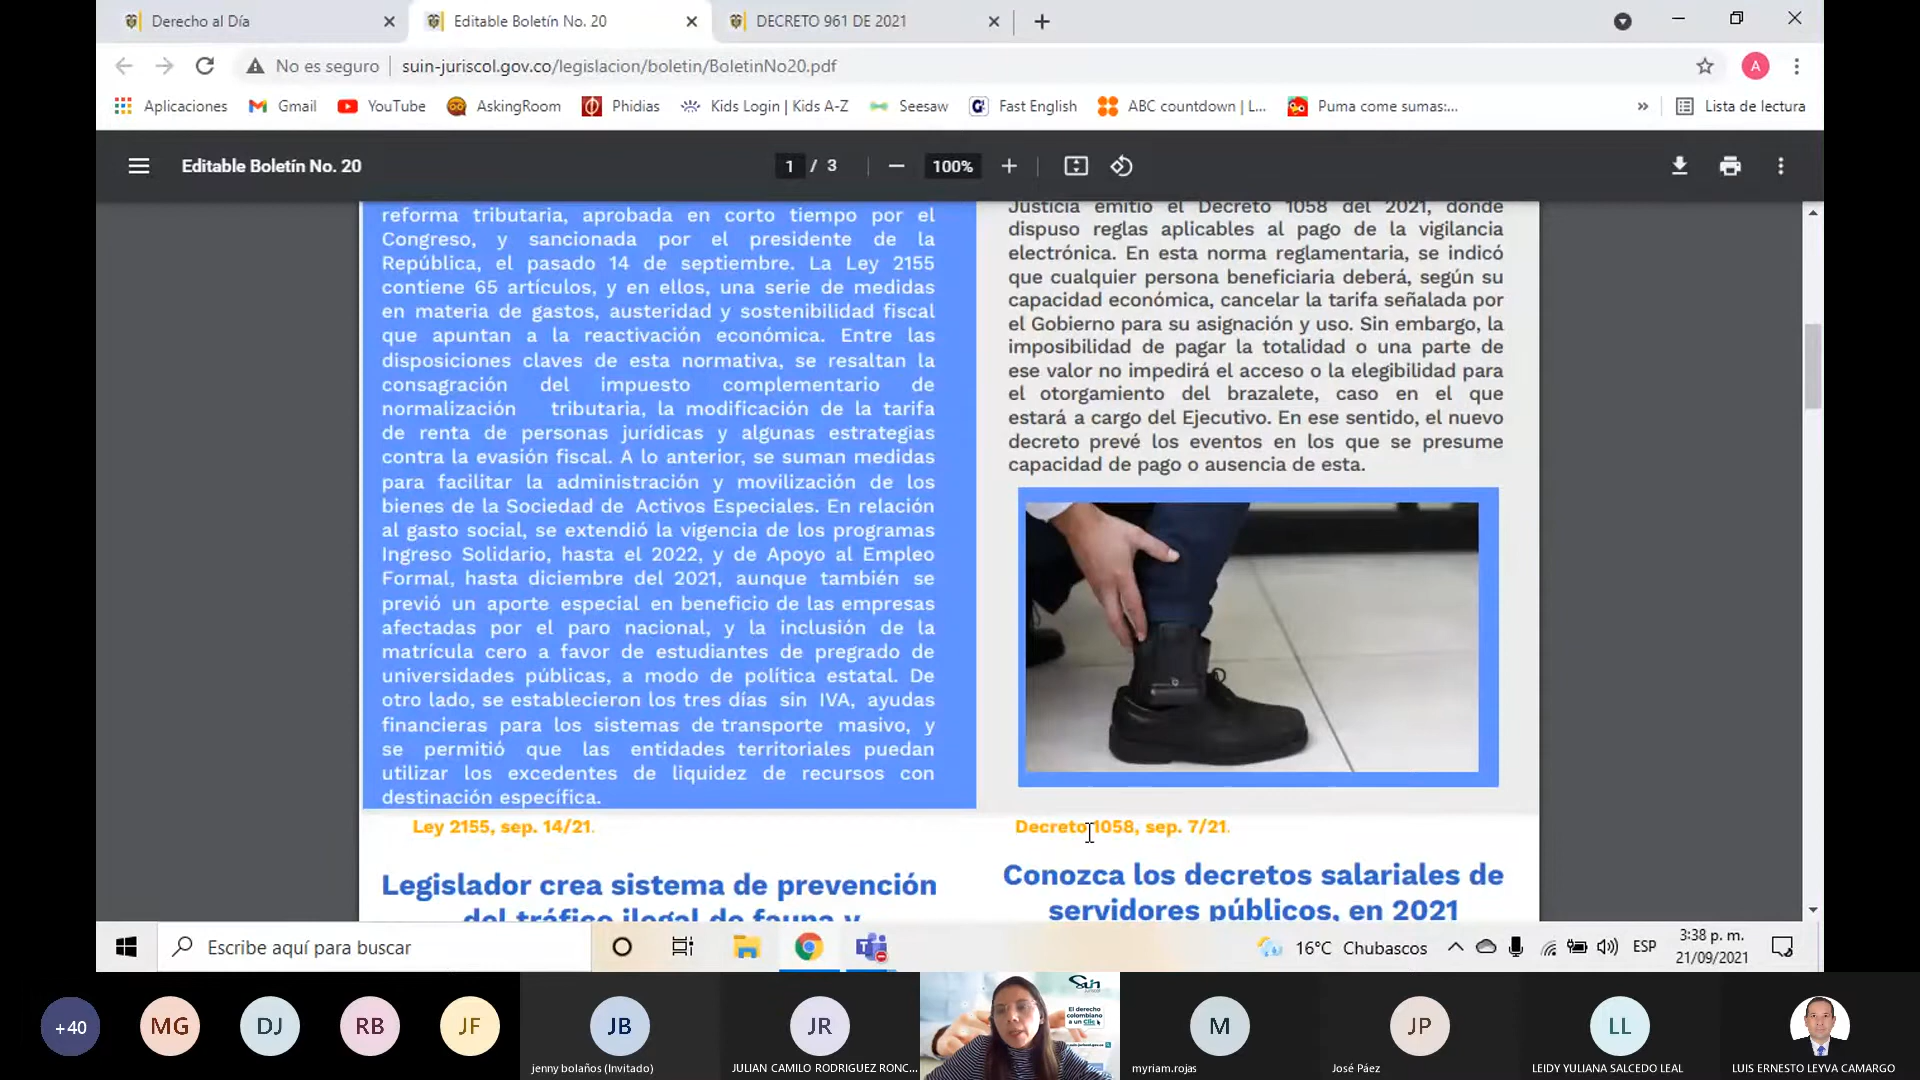 Derecho al Día
Editable Boletín No. 20
DECRETO 961 DE 2021
No es seguro
suin-juriscol.gov.co/legislacion/boletin/BoletinNo20.pdf
A
Aplicaciones
Gmail
YouTube
AskingRoom
Phidias
Kids Login | Kids A-Z
Seesaw
Fast English
ABC countdown | L...
Puma come sumas:...
»
Lista de lectura
Editable Boletín No. 20
1 / 3
100%
reforma tributaria, aprobada en corto tiempo por el
Congreso, y sancionada por el presidente de la
República, el pasado 14 de septiembre. La Ley 2155
contiene 65 artículos, y en ellos, una serie de medidas
en materia de gastos, austeridad y sostenibilidad fiscal
que apuntan a la reactivación económica. Entre las
disposiciones claves de esta normativa, se resaltan la
consagración del impuesto complementario de
normalización tributaria, la modificación de la tarifa
de renta de personas jurídicas y algunas estrategias
contra la evasión fiscal. A lo anterior, se suman medidas
para facilitar la administración y movilización de los
bienes de la Sociedad de Activos Especiales. En relación
al gasto social, se extendió la vigencia de los programas
Ingreso Solidario, hasta el 2022, y de Apoyo al Empleo
Formal, hasta diciembre del 2021, aunque también se
previó un aporte especial en beneficio de las empresas
afectadas por el paro nacional, y la inclusión de la
matrícula cero a favor de estudiantes de pregrado de
universidades públicas, a modo de política estatal. De
otro lado, se establecieron los tres días sin IVA, ayudas
financieras para los sistemas de transporte masivo, y
se permitió que las entidades territoriales puedan
utilizar los excedentes de liquidez de recursos con
destinación específica.
Ley 2155, sep. 14/21.
Legislador crea sistema de prevención
del tráfico ilegal de fauna y
Justicia emitió el Decreto 1058 del 2021, donde
dispuso reglas aplicables al pago de la vigilancia
electrónica. En esta norma reglamentaria, se indicó
que cualquier persona beneficiaria deberá, según su
capacidad económica, cancelar la tarifa señalada por
el Gobierno para su asignación y uso. Sin embargo, la
imposibilidad de pagar la totalidad o una parte de
ese valor no impedirá el acceso o la elegibilidad para
el otorgamiento del brazalete, caso en el que
estará a cargo del Ejecutivo. En ese sentido, el nuevo
decreto prevé los eventos en los que se presume
capacidad de pago o ausencia de esta.
Decreto 1058, sep. 7/21.
Conozca los decretos salariales de
servidores públicos, en 2021
Escribe aquí para buscar
16°C Chubascos
ESP
3:38 p. m.
21/09/2021
+40
MG
DJ
RB
JF
JB
jenny bolaños (Invitado)
JR
JULIAN CAMILO RODRIGUEZ RONC...
Suin
El derecho
colombiano
a un Clic
M
myriam.rojas
JP
José Páez
LL
LEIDY YULIANA SALCEDO LEAL
LUIS ERNESTO LEYVA CAMARGO